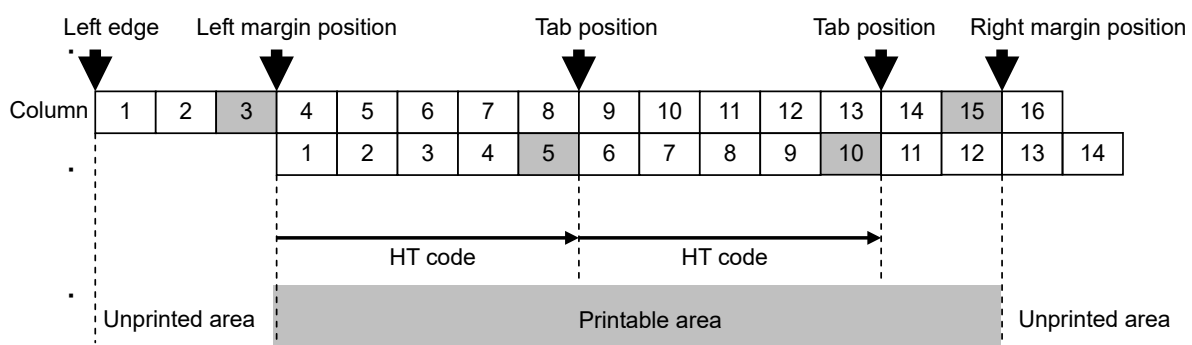 Left edge Left margin position Tab position Tab position Right margin position
Column 1 2 3 4 5 6 7 8 9 10 11 12 13 14 15 16
1 2 3 4 5 6 7 8 9 10 11 12 13 14
HT code HT code
Unprinted area Printable area Unprinted area